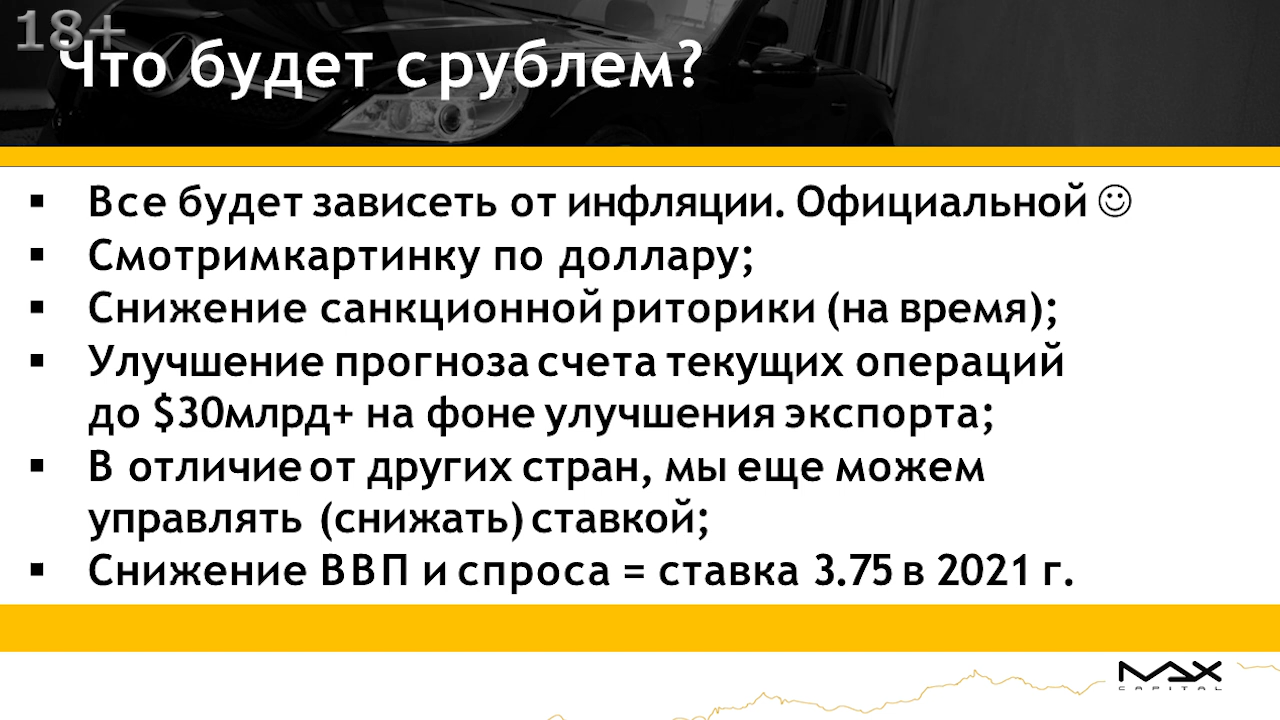 18+
Что будет с рублем?
▪ Все будет зависеть от инфляции. Официальной ☺
▪ Смотримкартинку по доллару;
▪ Снижение санкционной риторики (на время);
▪ Улучшение прогноза счета текущих операций
до $30млрд+ на фоне улучшения экспорта;
▪ В отличие от других стран, мы еще можем
управлять (снижать) ставкой;
▪ Снижение ВВП и спроса = ставка 3.75 в 2021 г.
MAX
CAPITAL